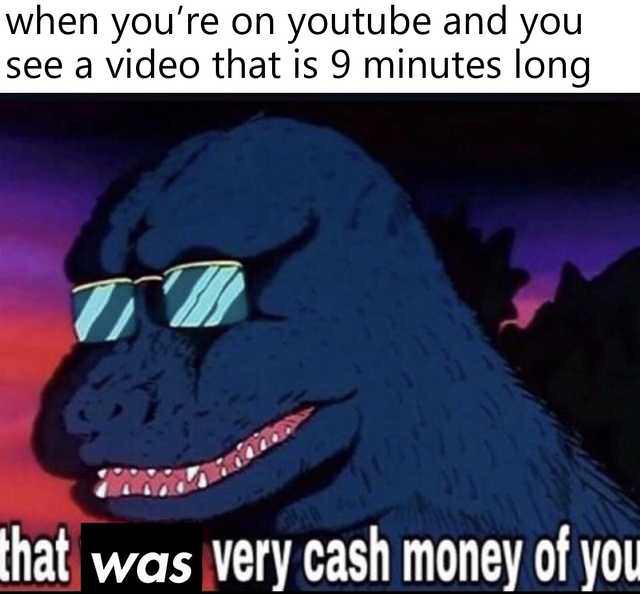 when you’re on youtube and you
see a video that is 9 minutes long
that was very cash money of you